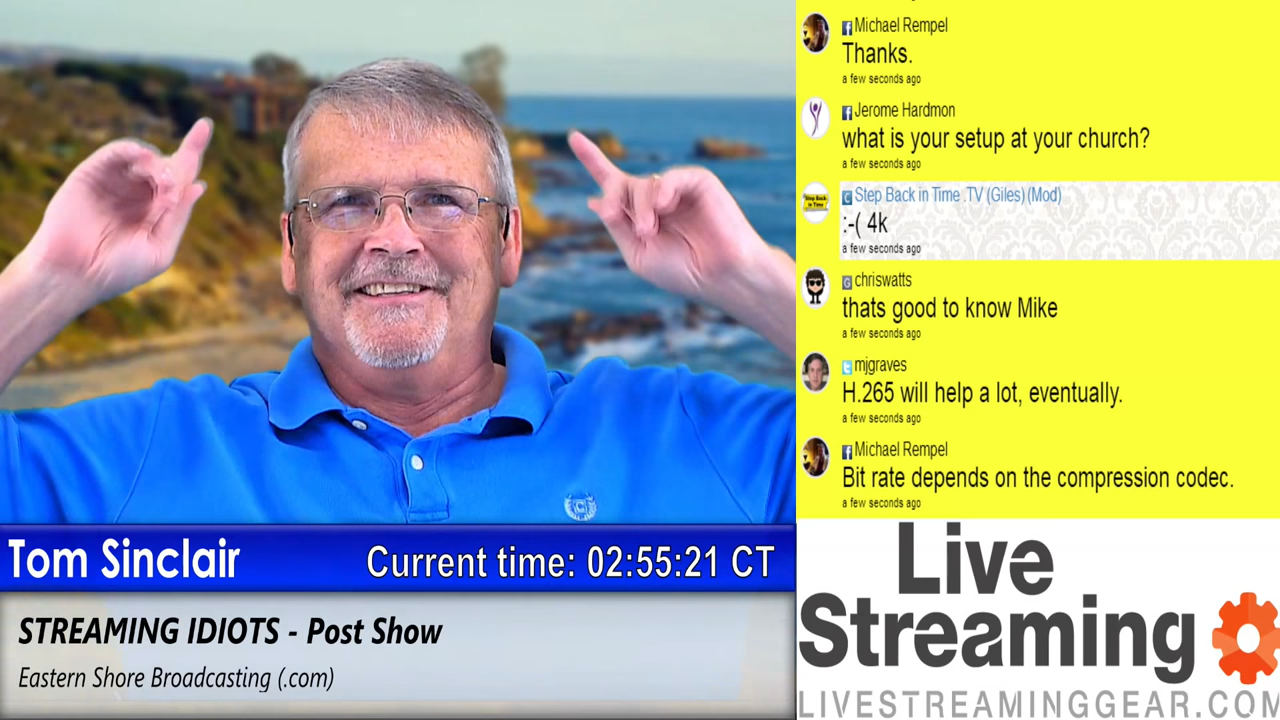 Michael Rempel
Thanks.
a few seconds ago
Jerome Hardmon
what is your setup at your church?
a few seconds ago
Step Back in Time .TV (Giles) (Mod)
:-( 4k
a few seconds ago
chriswatts
thats good to know Mike
a few seconds ago
mjgraves
H.265 will help a lot, eventually.
a few seconds ago
Michael Rempel
Bit rate depends on the compression codec.
a few seconds ago
Tom Sinclair
Current time: 02:55:21 CT
STREAMING IDIOTS - Post Show
Eastern Shore Broadcasting (.com)
Live
Streaming
LIVESTREAMINGGEAR.COM